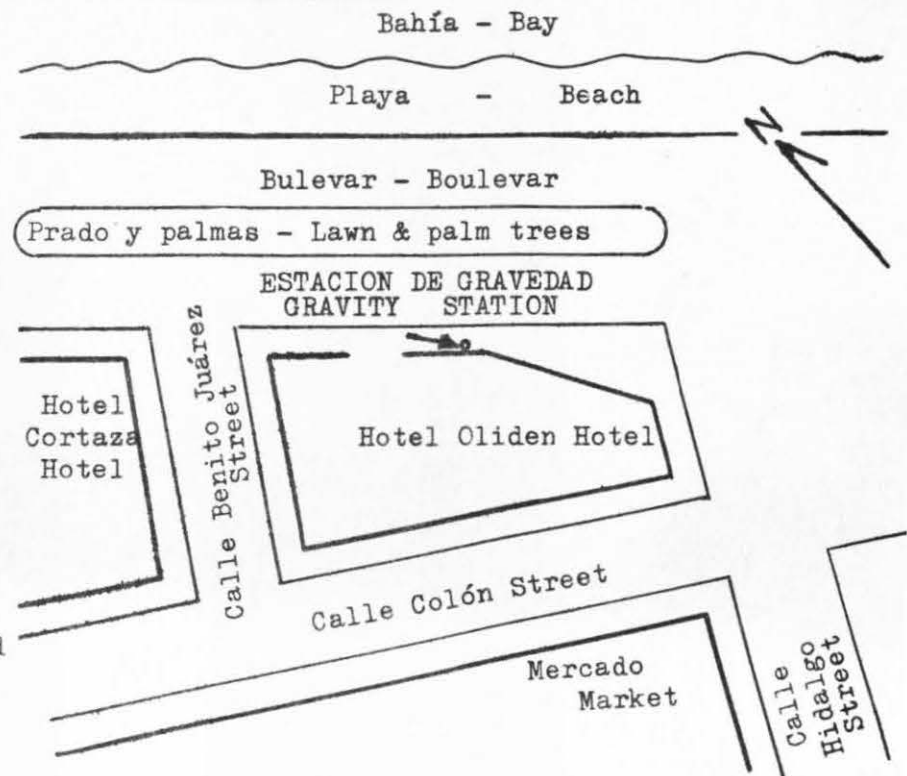 Bahía - Bay
Playa - Beach
N
Bulevar - Boulevar
Prado y palmas - Lawn & palm trees
ESTACION DE GRAVEDAD
GRAVITY STATION
Calle Benito Juárez
Street
Hotel
Cortaza
Hotel
Hotel Oliden Hotel
Calle Colón Street
Mercado
Market
Calle
Hidalgo
Street